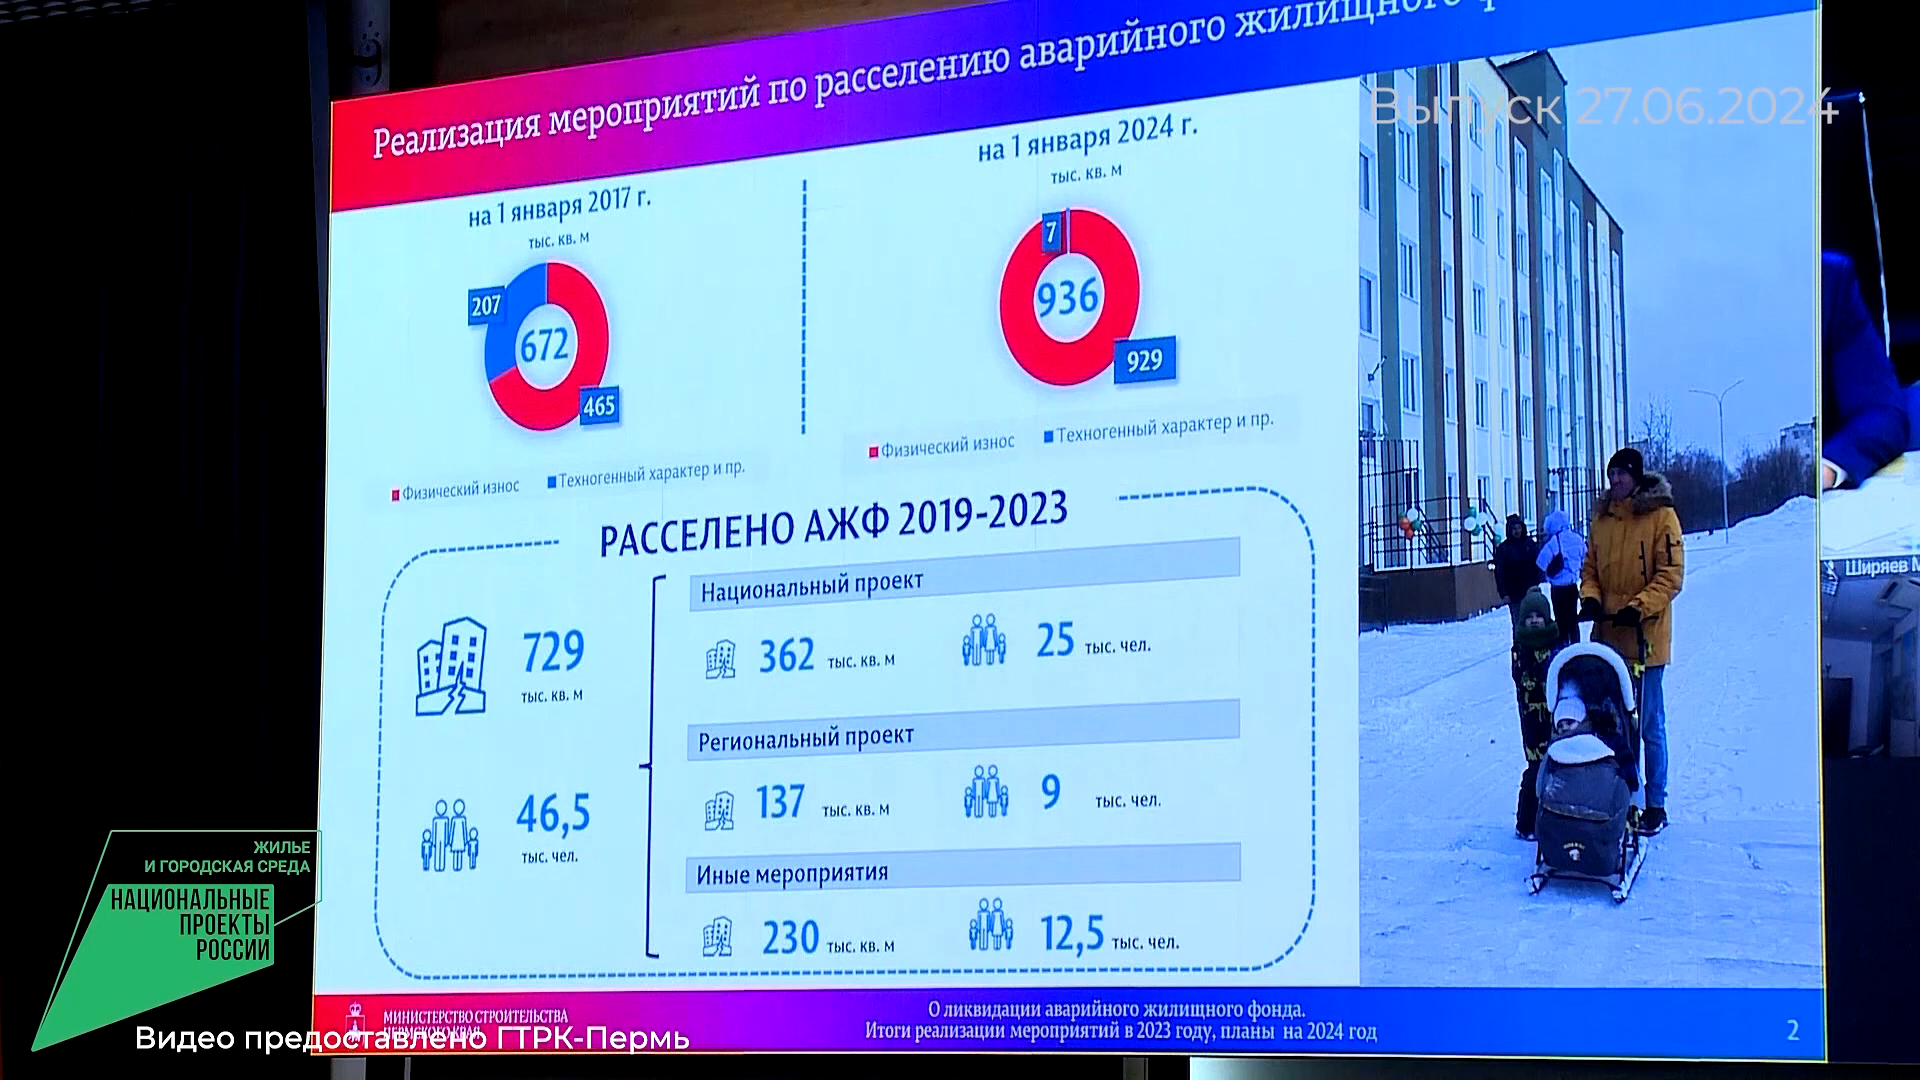 Реализация мероприятий по расселению аварийного жилищного
Выпуск 27.06.2024
на 1 января 2017 г.
тыс. кв. м
207
672
465
Физический износ
Техногенный характер и пр.
на 1 января 2024 г.
тыс. кв. м
7
936
929
Физический износ
Техногенный характер и пр.
РАССЕЛЕНО АЖФ 2019-2023
729
тыс. кв. м
46,5
тыс. чел.
Национальный проект
362 тыс. кв. м
25 тыс. чел.
Региональный проект
137 тыс. кв. м
9 тыс. чел.
Иные мероприятия
230 тыс. кв. м
12,5 тыс. чел.
Ширяев М
ЖИЛЬЕ
И ГОРОДСКАЯ СРЕДА
НАЦИОНАЛЬНЫЕ
ПРОЕКТЫ
РОССИИ
МИНИСТЕРСТВО СТРОИТЕЛЬСТВА
ПЕРМСКОГО КРАЯ
Видео предоставлено ГТРК-Пермь
О ликвидации аварийного жилищного фонда.
Итоги реализации мероприятий в 2023 году, планы на 2024 год
2